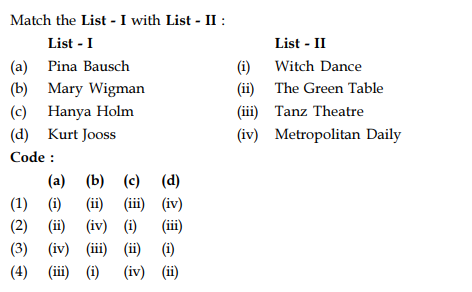 Match the List - I with List - II :
List - I List - II
(a) Pina Bausch (i) Witch Dance
(b) Mary Wigman (ii) The Green Table
(c) Hanya Holm (iii) Tanz Theatre
(d) Kurt Jooss (iv) Metropolitan Daily
Code :
(a) (b) (c) (d)
(1) (i) (ii) (iii) (iv)
(2) (ii) (iv) (i) (iii)
(3) (iv) (iii) (ii) (i)
(4) (iii) (i) (iv) (ii)